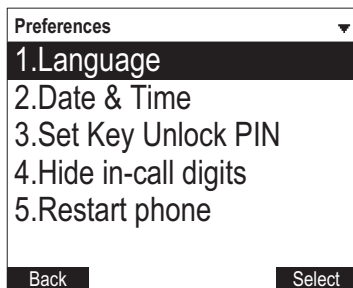 Preferences
1.Language
2.Date & Time
3.Set Key Unlock PIN
4.Hide in-call digits
5.Restart phone
Back Select